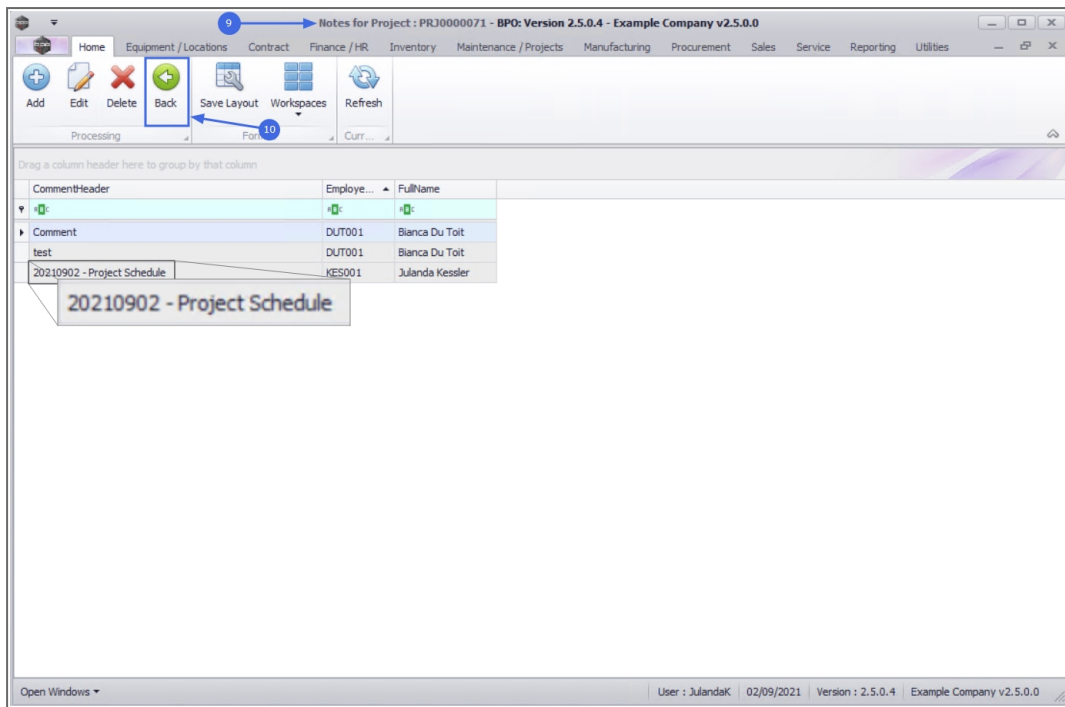 9
Notes for Project : PRJ0000071 - BPO: Version 2.5.0.4 - Example Company v2.5.0.0
Home Equipment / Locations Contract Finance / HR Inventory Maintenance / Projects Manufacturing Procurement Sales Service Reporting Utilities
Add Edit Delete Back Save Layout Workspaces Refresh
10
Processing Curr...
Drag a column header here to group by that column
CommentHeader Employe... FullName
Comment DUT001 Bianca Du Toit
test DUT001 Bianca Du Toit
20210902 - Project Schedule KES001 Julanda Kessler
20210902 - Project Schedule
Open Windows User : JulandaK 02/09/2021 Version : 2.5.0.4 Example Company v2.5.0.0